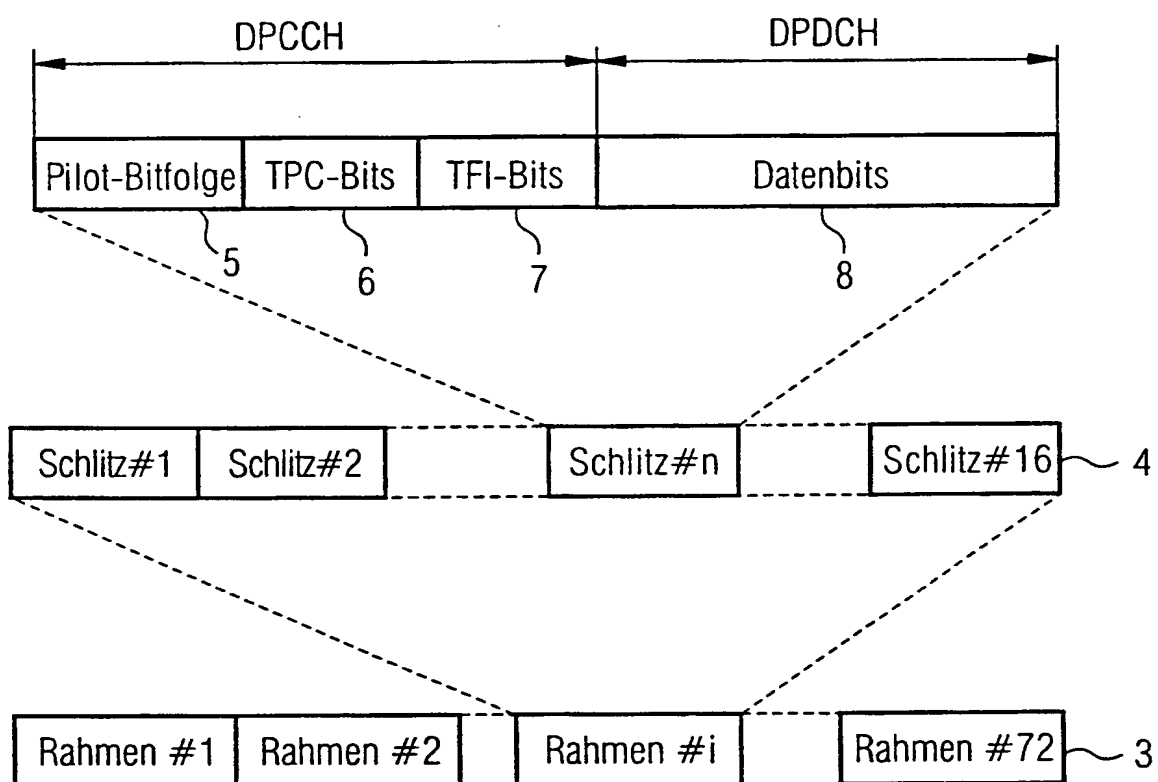 DPCCH DPDCH
Pilot-Bitfolge TPC-Bits TFI-Bits Datenbits
5 6 7 8
Schlitz#1 Schlitz#2 Schlitz#n Schlitz#16 4
Rahmen #1 Rahmen #2 Rahmen #i Rahmen #72 3